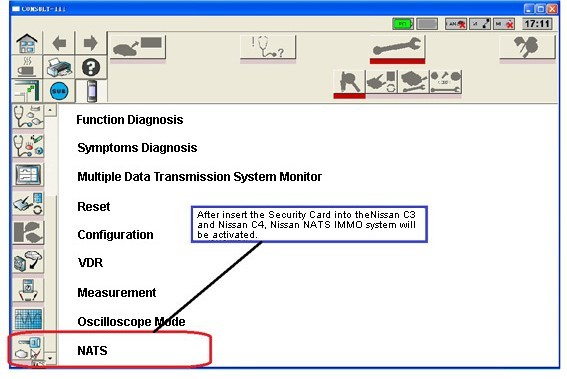 CONSULT-III
17:11
Function Diagnosis
Symptoms Diagnosis
Multiple Data Transmission System Monitor
Reset
After insert the Security Card into theNissan C3
and Nissan C4, Nissan NATS IMMO system will
be activated.
Configuration
VDR
Measurement
Oscilloscope Mode
NATS
SUB